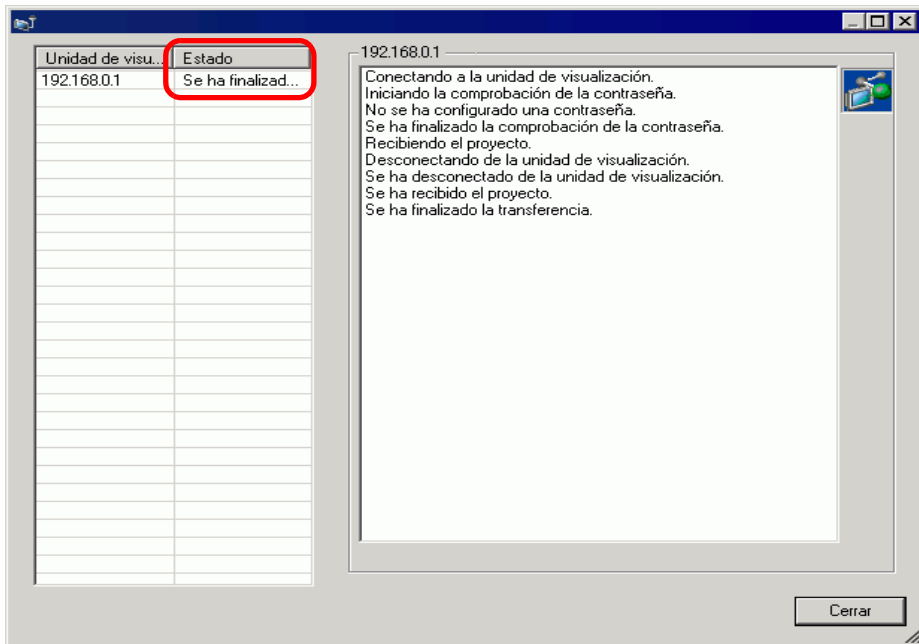 Unidad de visu... Estado
192.168.0.1 Se ha finalizad...
192.168.0.1
Conectando a la unidad de visualización.
Iniciando la comprobación de la contraseña.
No se ha configurado una contraseña.
Se ha finalizado la comprobación de la contraseña.
Recibiendo el proyecto.
Desconectando de la unidad de visualización.
Se ha desconectado de la unidad de visualización.
Se ha recibido el proyecto.
Se ha finalizado la transferencia.
Cerrar